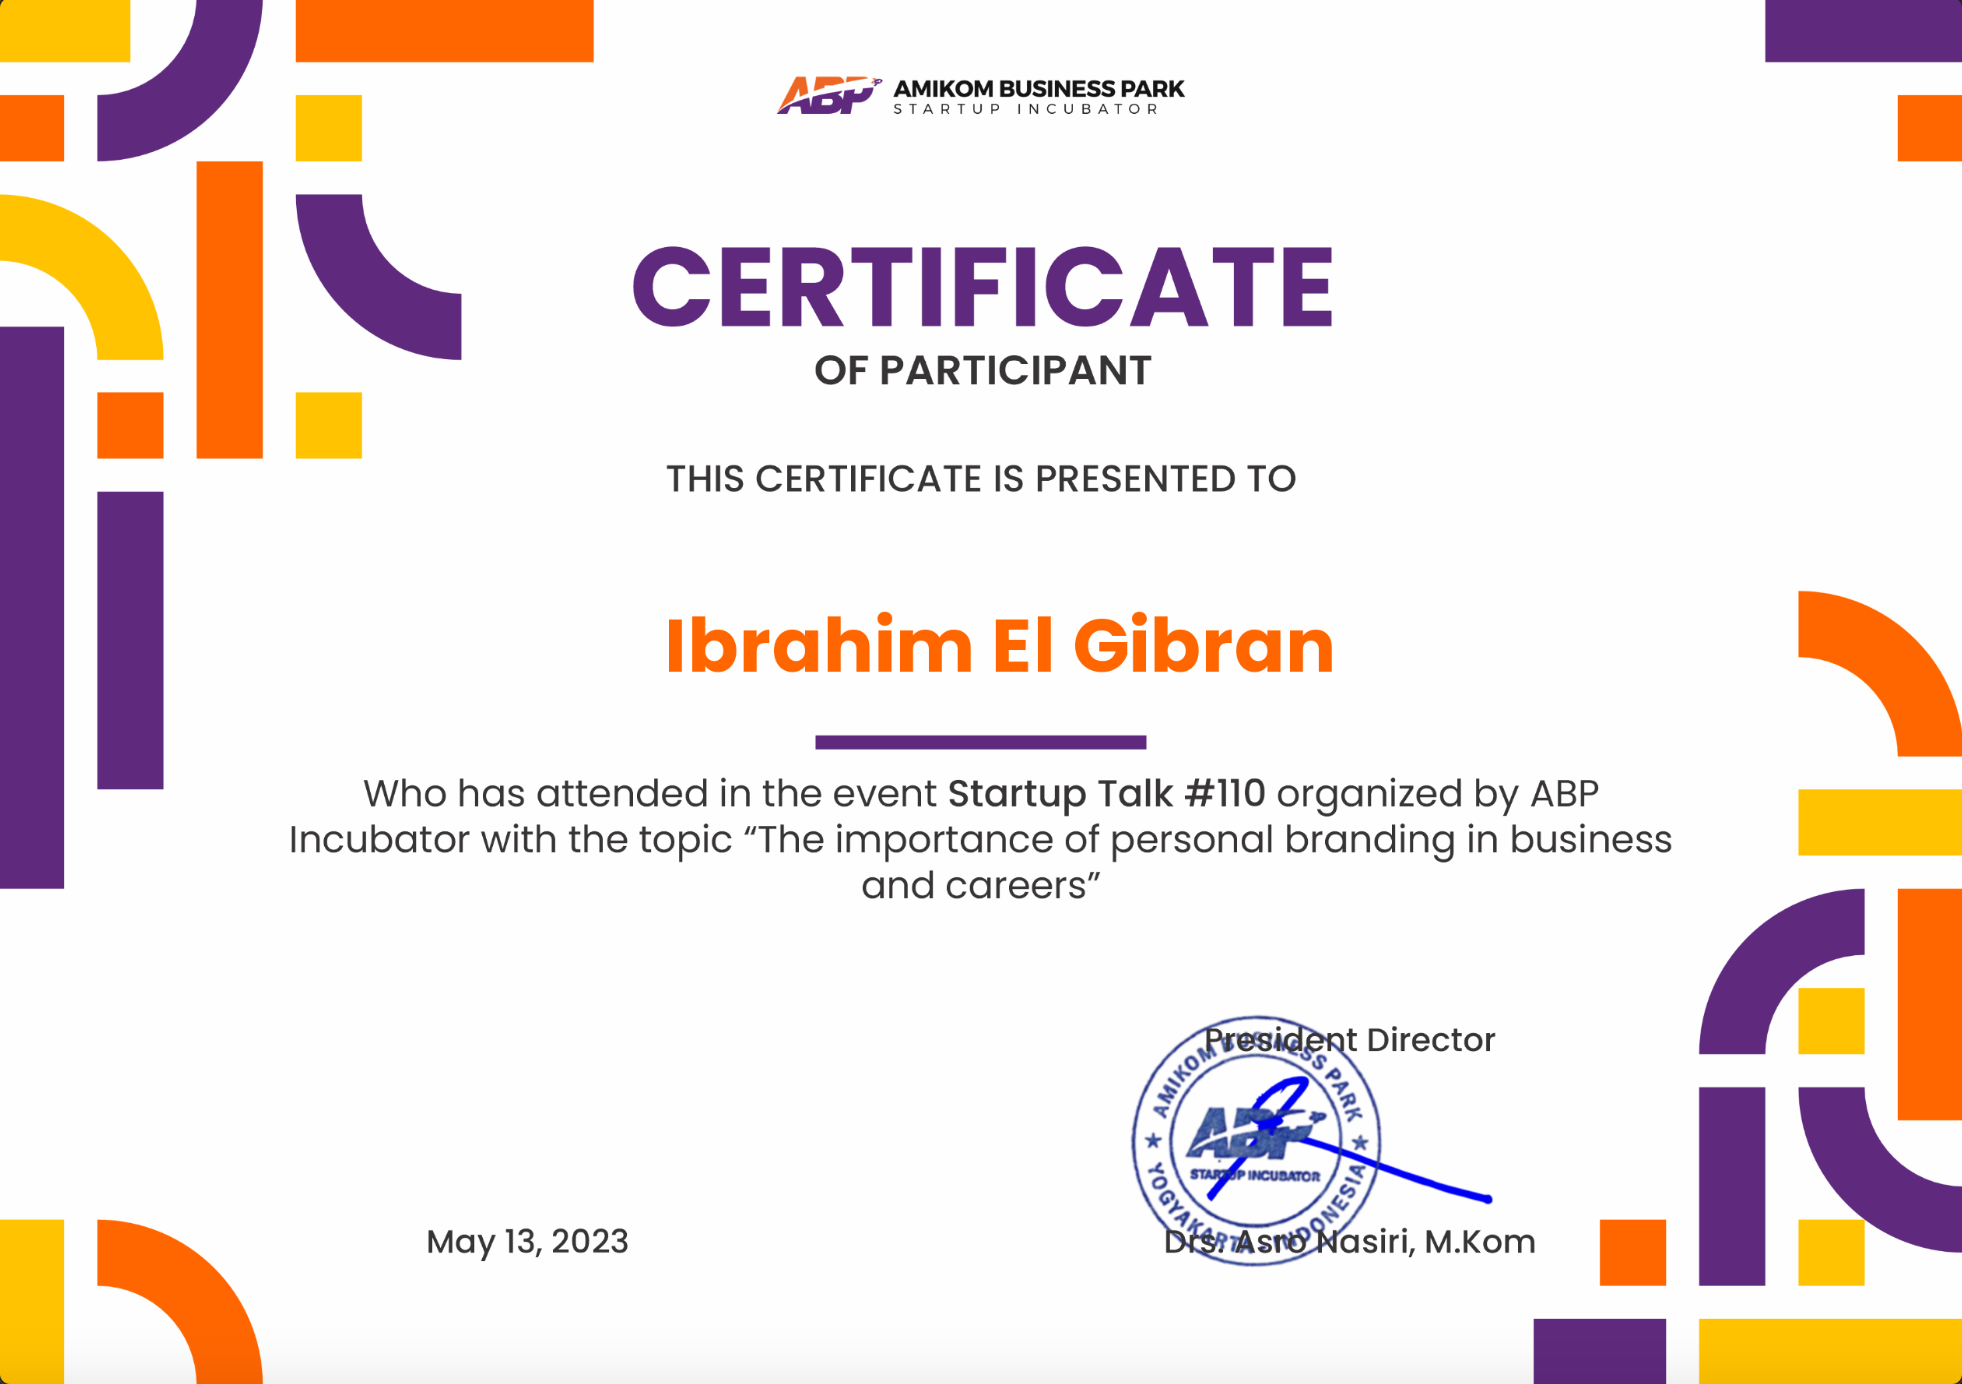 ABP AMIKOM BUSINESS PARK
STARTUP INCUBATOR
CERTIFICATE
OF PARTICIPANT
THIS CERTIFICATE IS PRESENTED TO
Ibrahim El Gibran
Who has attended in the event Startup Talk #110 organized by ABP
Incubator with the topic “The importance of personal branding in business
and careers”
President Director
AMIKOM BUSINESS PARK
ABP
STARTUP INCUBATOR
YOGYAKARTA - INDONESIA
May 13, 2023
Drs. Asro Nasiri, M.Kom